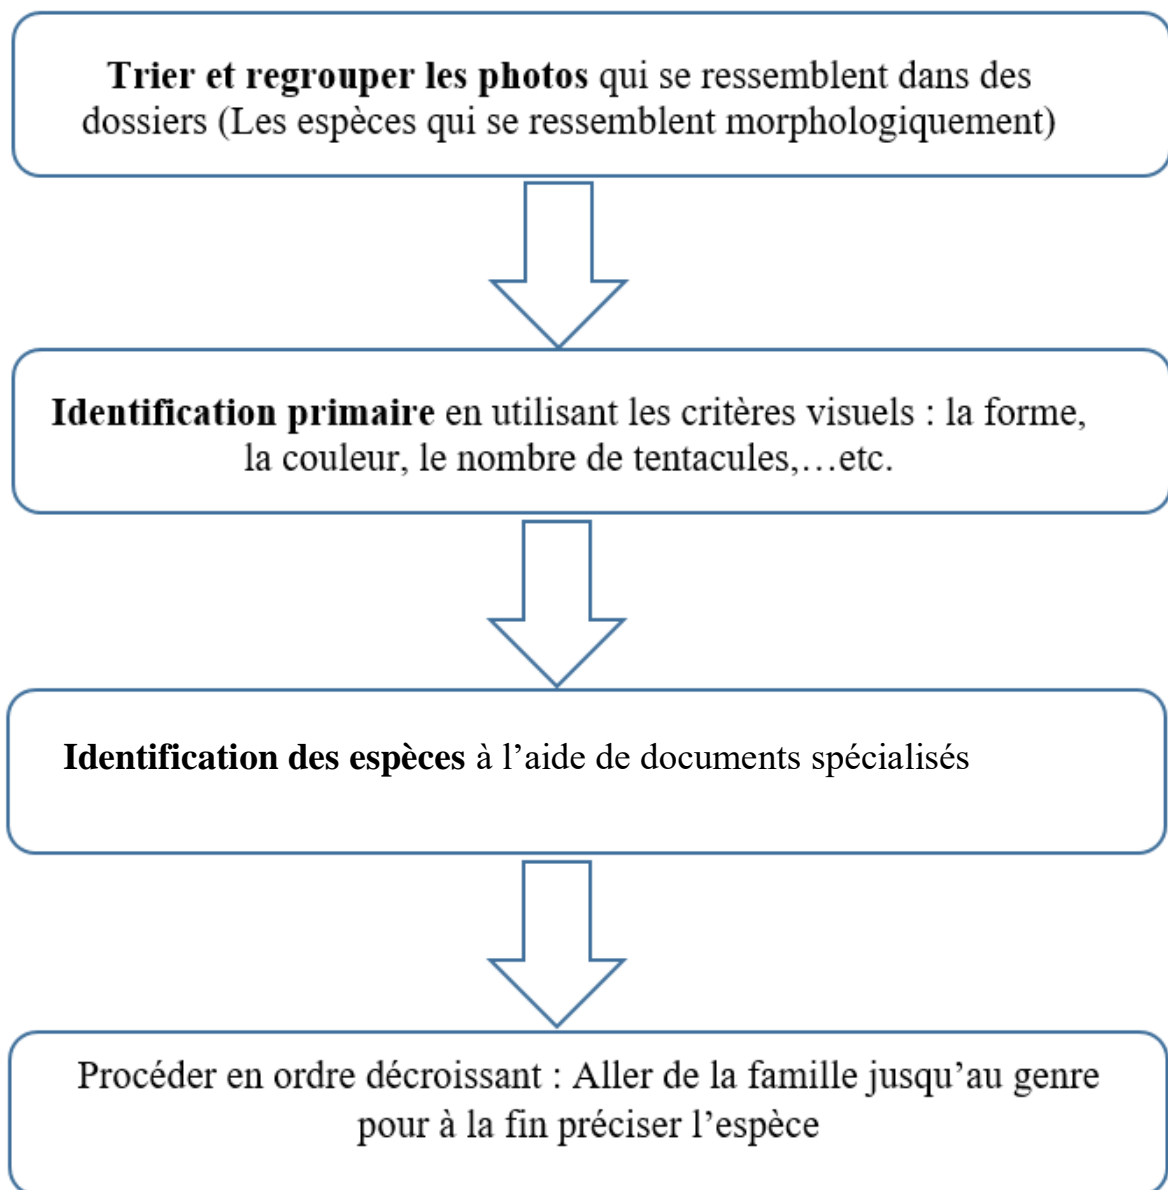 Trier et regrouper les photos qui se ressemblent dans des
dossiers (Les espèces qui se ressemblent morphologiquement)
Identification primaire en utilisant les critères visuels : la forme,
la couleur, le nombre de tentacules,…etc.
Identification des espèces à l’aide de documents spécialisés
Procéder en ordre décroissant : Aller de la famille jusqu’au genre
pour à la fin préciser l’espèce